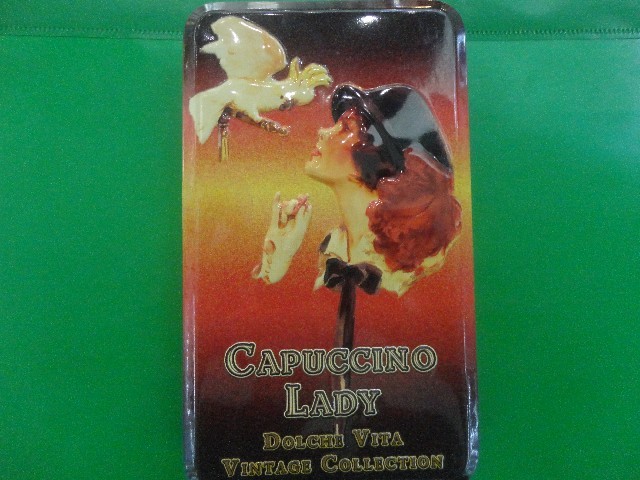 CAPUCCINO
LADY
DOLCHE VITA
VINTAGE COLLECTION